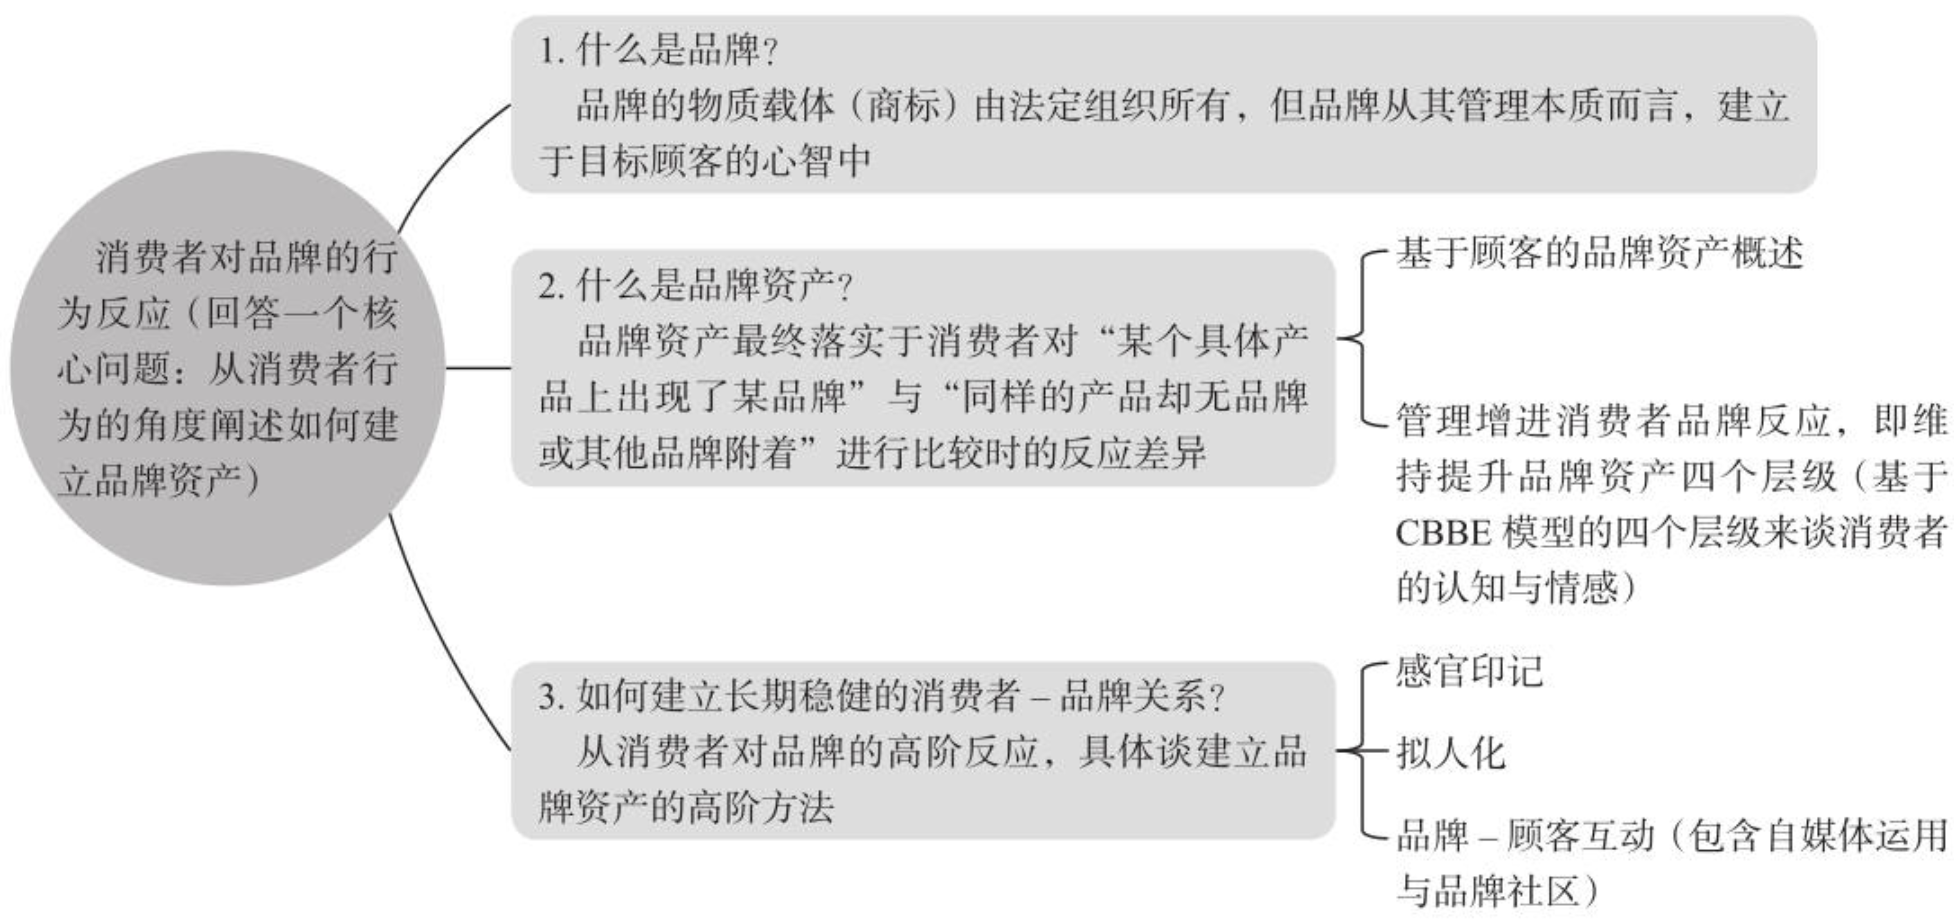 消费者对品牌的行
为反应（回答一个核
心问题：从消费者行
为的角度阐述如何建
立品牌资产）
1. 什么是品牌？
品牌的物质载体（商标）由法定组织所有，但品牌从其管理本质而言，建立
于目标顾客的心智中
2. 什么是品牌资产？
品牌资产最终落实于消费者对“某个具体产
品上出现了某品牌”与“同样的产品却无品牌
或其他品牌附着”进行比较时的反应差异
基于顾客的品牌资产概述
管理增进消费者品牌反应，即维
持提升品牌资产四个层级（基于
CBBE 模型的四个层级来谈消费者
的认知与情感）
3. 如何建立长期稳健的消费者 – 品牌关系？
从消费者对品牌的高阶反应，具体谈建立品
牌资产的高阶方法
感官印记
拟人化
品牌 – 顾客互动（包含自媒体运用
与品牌社区）